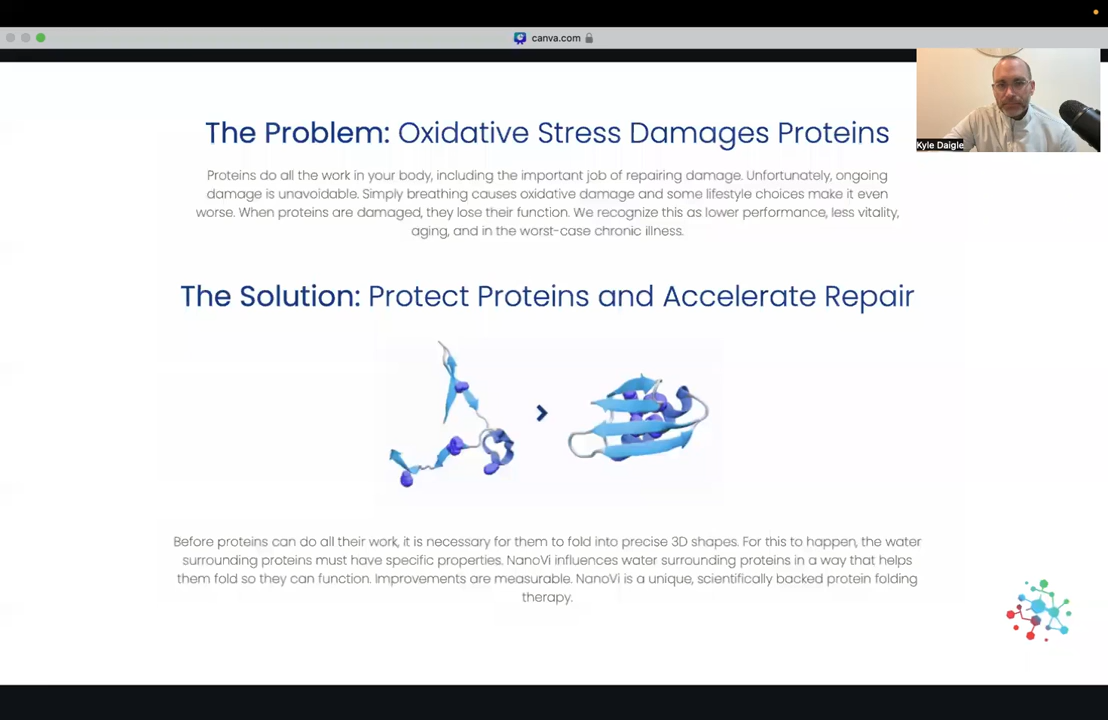 canva.com
Kyle Daigle
The Problem: Oxidative Stress Damages Proteins
Proteins do all the work in your body, including the important job of repairing damage. Unfortunately, ongoing
damage is unavoidable. Simply breathing causes oxidative damage and some lifestyle choices make it even
worse. When proteins are damaged, they lose their function. We recognize this as lower performance, less vitality,
aging, and in the worst-case chronic illness.
The Solution: Protect Proteins and Accelerate Repair
Before proteins can do all their work, it is necessary for them to fold into precise 3D shapes. For this to happen, the water
surrounding proteins must have specific properties. NanoVi influences water surrounding proteins in a way that helps
them fold so they can function. Improvements are measurable. NanoVi is a unique, scientifically backed protein folding
therapy.